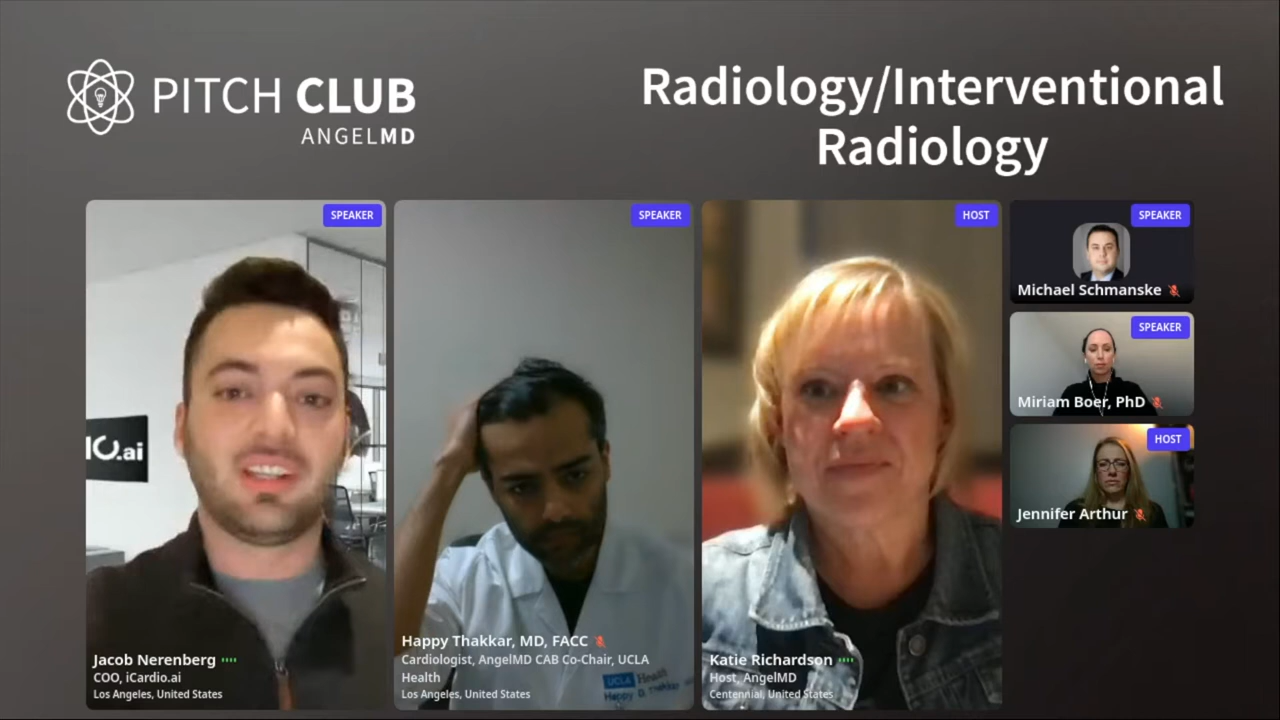 PITCH CLUB
ANGELMD
Radiology/Interventional
Radiology
SPEAKER
SPEAKER
HOST
SPEAKER
Michael Schmanske
SPEAKER
Miriam Boer, PhD
HOST
Jennifer Arthur
IO.ai
Jacob Nerenberg
COO, iCardio.ai
Los Angeles, United States
Happy Thakkar, MD, FACC
Cardiologist, AngelMD CAB Co-Chair, UCLA
Health
Los Angeles, United States
UCLA Health
Katie Richardson
Host, AngelMD
Centennial, United States